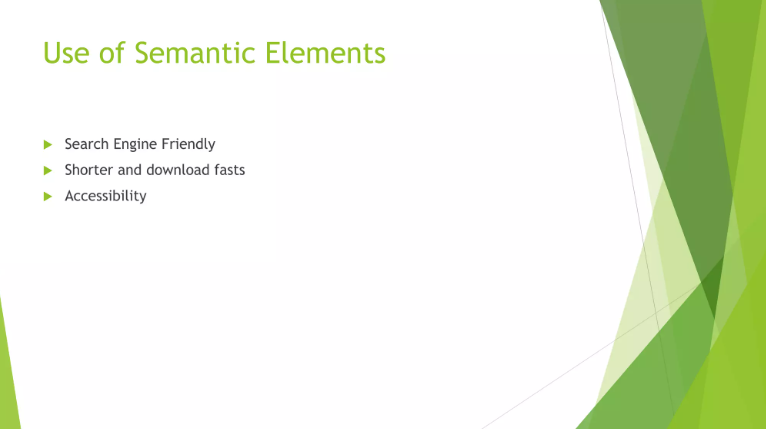 Use of Semantic Elements
Search Engine Friendly
Shorter and download fasts
Accessibility